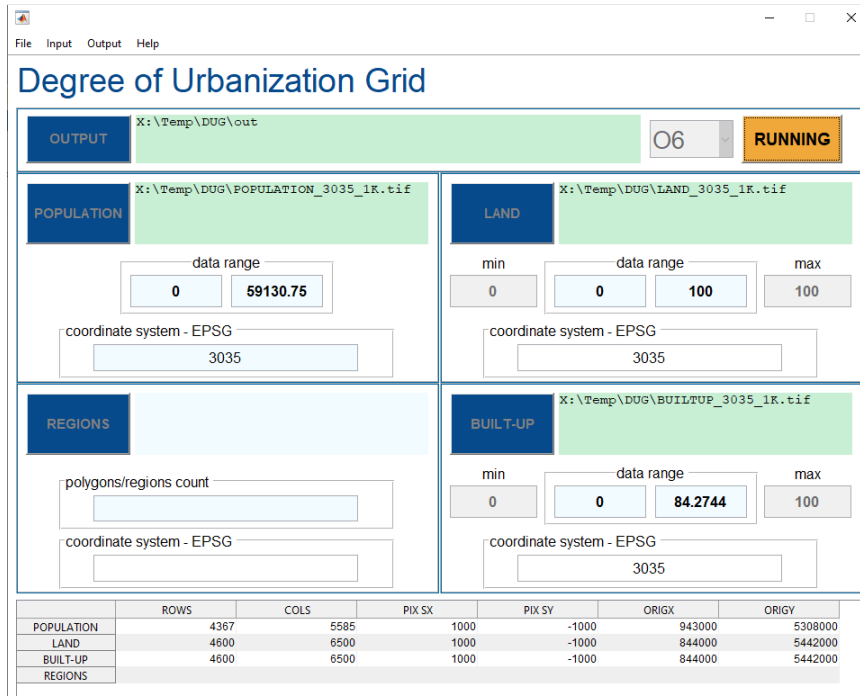 File Input Output Help
Degree of Urbanization Grid
OUTPUT X:\Temp\DUG\out O6 RUNNING
POPULATION X:\Temp\DUG\POPULATION_3035_1K.tif
data range
0 59130.75
coordinate system - EPSG
3035
LAND X:\Temp\DUG\LAND_3035_1K.tif
min data range max
0 0 100 100
coordinate system - EPSG
3035
REGIONS
polygons/regions count
coordinate system - EPSG
BUILT-UP X:\Temp\DUG\BUILTUP_3035_1K.tif
min data range max
0 0 84.2744 100
coordinate system - EPSG
3035
ROWS COLS PIX SX PIX SY ORIGX ORIGY
POPULATION 4367 5585 1000 -1000 943000 5308000
LAND 4600 6500 1000 -1000 844000 5442000
BUILT-UP 4600 6500 1000 -1000 844000 5442000
REGIONS